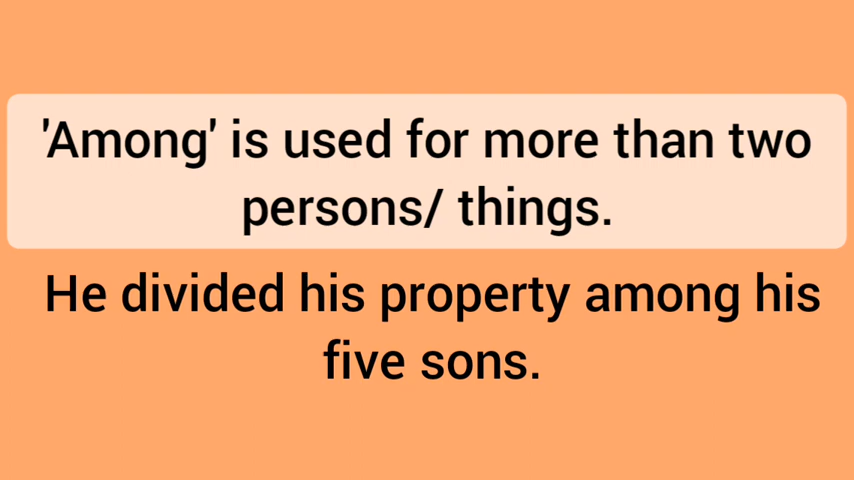 'Among' is used for more than two
persons/ things.
He divided his property among his
five sons.